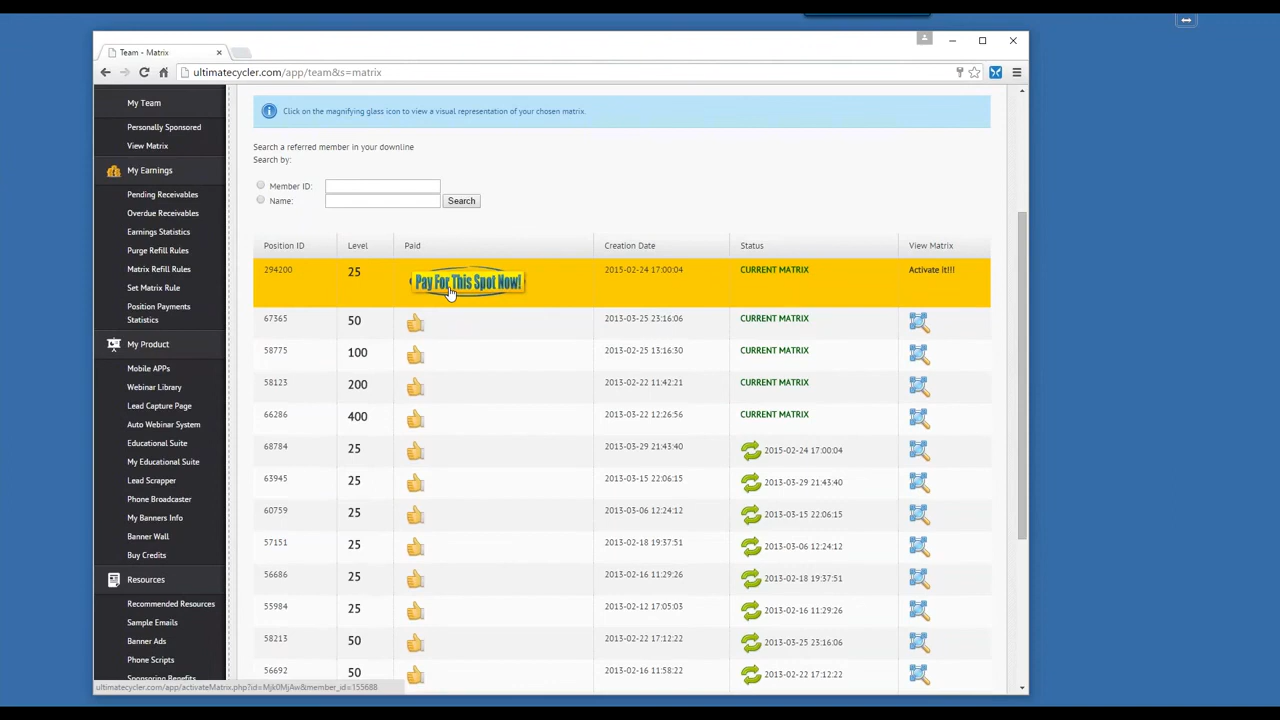 Team - Matrix
ultimatecycler.com/app/team&s=matrix
My Team
Personally Sponsored
View Matrix
My Earnings
Pending Receivables
Overdue Receivables
Earnings Statistics
Purge Refill Rules
Matrix Refill Rules
Set Matrix Rule
Position Payments
Statistics
My Product
Mobile APPs
Webinar Library
Lead Capture Page
Auto Webinar System
Educational Suite
My Educational Suite
Lead Scrapper
Phone Broadcaster
My Banners Info
Banner Wall
Buy Credits
Resources
Recommended Resources
Sample Emails
Banner Ads
Phone Scripts
Sponsoring Benefits
Click on the magnifying glass icon to view a visual representation of your chosen matrix.
Search a referred member in your downline
Search by:
Member ID:
Name: Search
Position ID Level Paid Creation Date Status View Matrix
294200 25 Pay For This Spot Now! 2015-02-24 17:00:04 CURRENT MATRIX Activate it!!!
67365 50 2013-03-25 23:16:06 CURRENT MATRIX
58775 100 2013-02-25 13:16:30 CURRENT MATRIX
58123 200 2013-02-22 11:42:21 CURRENT MATRIX
66286 400 2013-03-22 12:26:56 CURRENT MATRIX
68784 25 2013-03-29 21:43:40 2015-02-24 17:00:04
63945 25 2013-03-15 22:06:15 2013-03-29 21:43:40
60759 25 2013-03-06 12:24:12 2013-03-15 22:06:15
57151 25 2013-02-18 19:37:51 2013-03-06 12:24:12
56686 25 2013-02-16 11:29:26 2013-02-18 19:37:51
55984 25 2013-02-12 17:05:03 2013-02-16 11:29:26
58213 50 2013-02-22 17:12:22 2013-03-25 23:16:06
56692 50 2013-02-16 11:58:22 2013-02-22 17:12:22
ultimatecycler.com/app/activateMatrix.php?id=Mjk0MjAw&member_id=155688